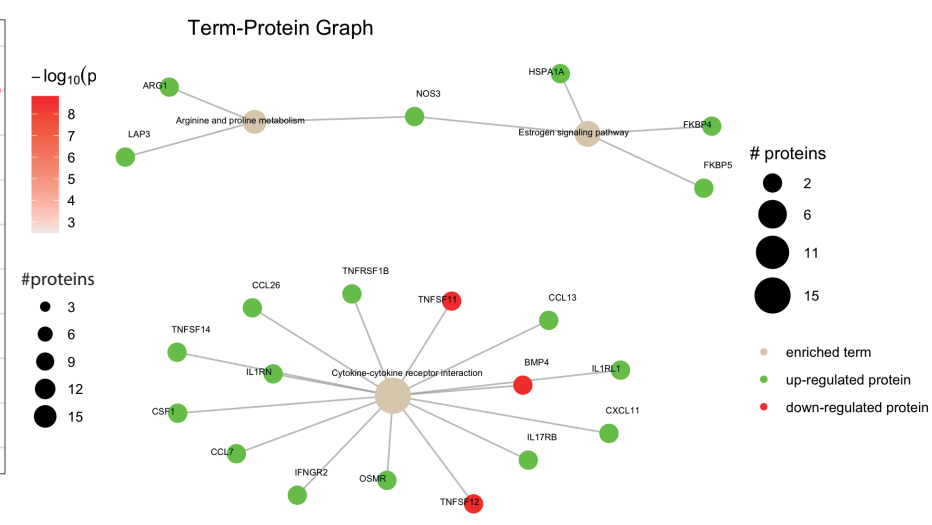 Term-Protein Graph
−log10(p
8
7
6
5
4
3
#proteins
3
6
9
12
15
ARG1
LAP3
Arginine and proline metabolism
NOS3
HSPA1A
Estrogen signaling pathway
FKBP4
FKBP5
TNFRSF1B
CCL26
TNFSF11
CCL13
TNFSF14
IL1RN
Cytokine-cytokine receptor interaction
BMP4
IL1RL1
CSF1
CXCL11
CCL7
IL17RB
IFNGR2
OSMR
TNFSF12
# proteins
2
6
11
15
enriched term
up-regulated protein
down-regulated protein